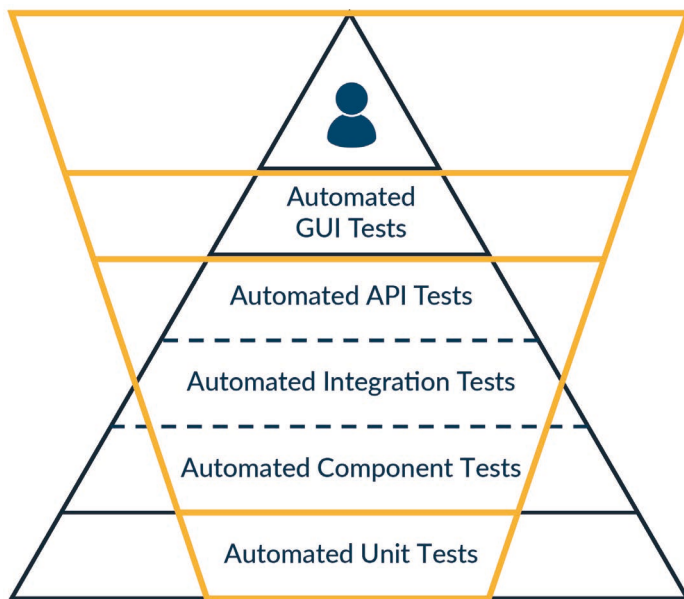 Automated
GUI Tests
Automated API Tests
Automated Integration Tests
Automated Component Tests
Automated Unit Tests